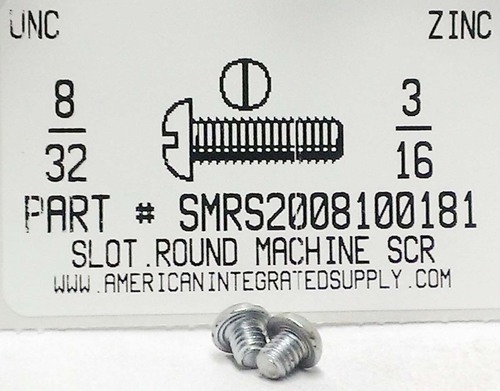 UNC ZINC
8 3
32 16
PART # SMRS2008100181
SLOT.ROUND MACHINE SCR
WWW.AMERICANINTEGRATEDSUPPLY.COM